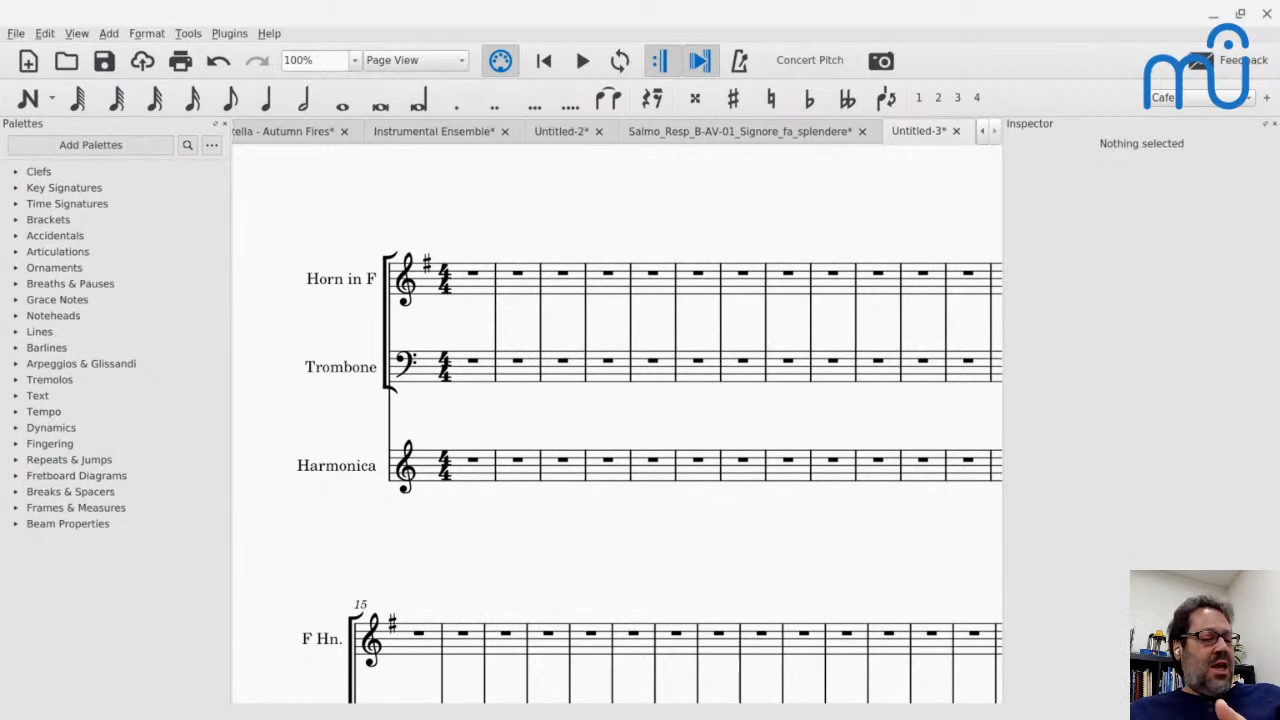 File Edit View Add Format Tools Plugins Help
100% Page View Concert Pitch Feedback
1 2 3 4 Cafe +
Palettes
Add Palettes ...
Clefs
Key Signatures
Time Signatures
Brackets
Accidentals
Articulations
Ornaments
Breaths & Pauses
Grace Notes
Noteheads
Lines
Barlines
Arpeggios & Glissandi
Tremolos
Text
Tempo
Dynamics
Fingering
Repeats & Jumps
Fretboard Diagrams
Breaks & Spacers
Frames & Measures
Beam Properties
tella - Autumn Fires* Instrumental Ensemble* Untitled-2* Salmo_Resp_B-AV-01_Signore_fa_splendere* Untitled-3*
Horn in F
Trombone
Harmonica
15
F Hn.
Inspector
Nothing selected